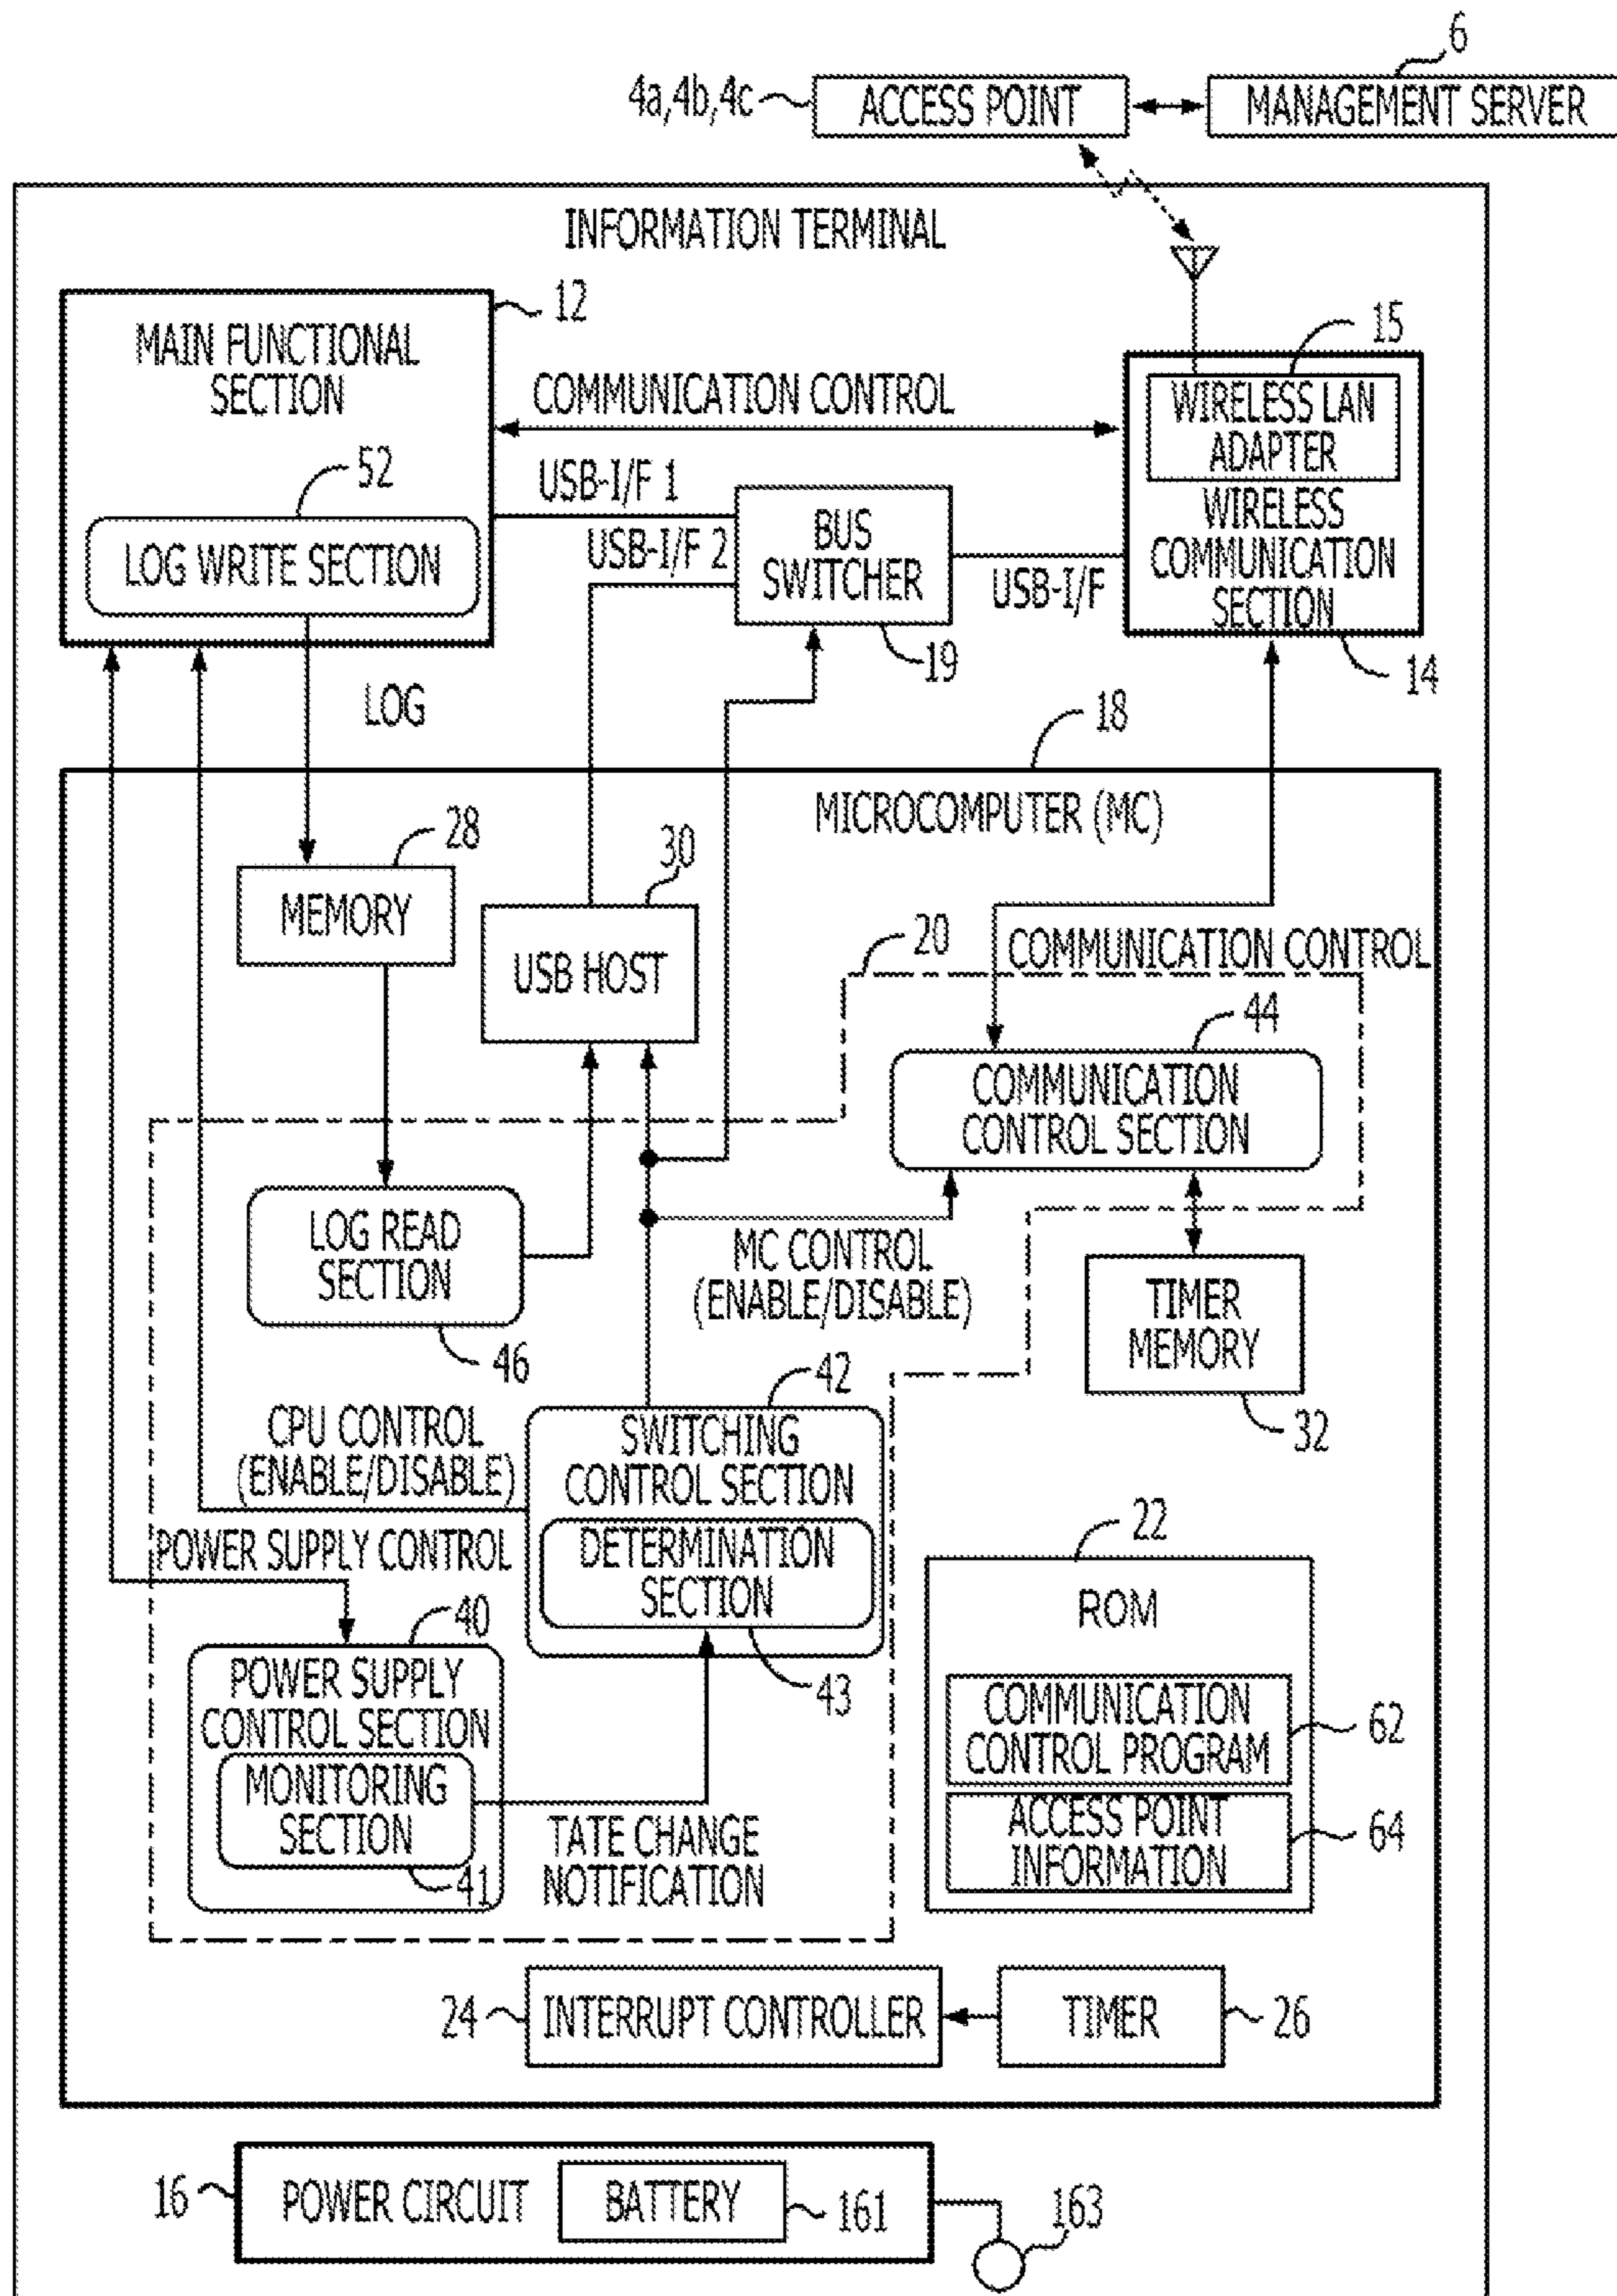 6
4a,4b,4c
ACCESS POINT
MANAGEMENT SERVER
INFORMATION TERMINAL
12
MAIN FUNCTIONAL
SECTION
15
COMMUNICATION CONTROL
WIRELESS LAN
ADAPTER
52
USB-I/F 1
LOG WRITE SECTION
USB-I/F 2
BUS
SWITCHER
USB-I/F
WIRELESS
COMMUNICATION
SECTION
19
14
LOG
18
MICROCOMPUTER (MC)
28
MEMORY
30
USB HOST
20
COMMUNICATION CONTROL
44
COMMUNICATION
CONTROL SECTION
LOG READ
SECTION
46
MC CONTROL
(ENABLE/DISABLE)
TIMER
MEMORY
32
42
CPU CONTROL
(ENABLE/DISABLE)
SWITCHING
CONTROL SECTION
DETERMINATION
SECTION
43
POWER SUPPLY CONTROL
40
POWER SUPPLY
CONTROL SECTION
MONITORING
SECTION
41
TATE CHANGE
NOTIFICATION
22
ROM
COMMUNICATION
CONTROL PROGRAM
62
ACCESS POINT
INFORMATION
64
24
INTERRUPT CONTROLLER
TIMER
26
16
POWER CIRCUIT
BATTERY
161
163